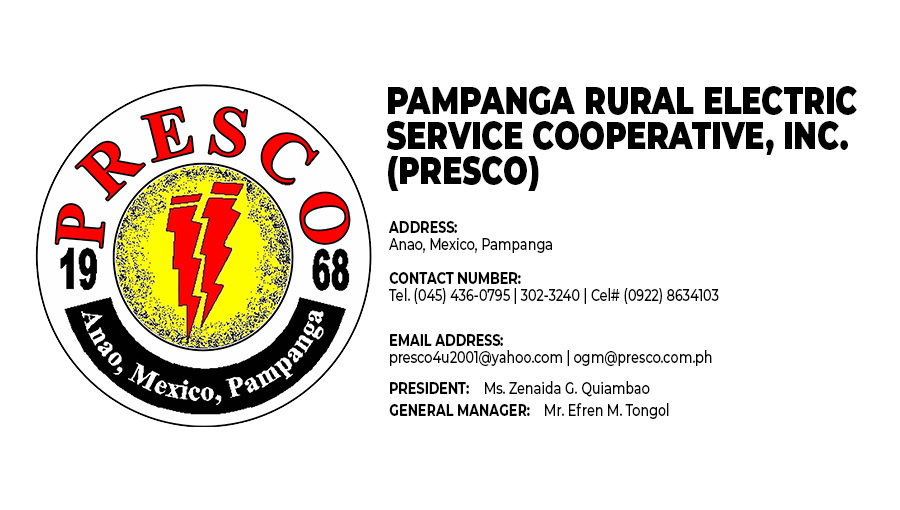 PRESCO
19 68
Anao, Mexico, Pampanga
PAMPANGA RURAL ELECTRIC
SERVICE COOPERATIVE, INC.
(PRESCO)
ADDRESS:
Anao, Mexico, Pampanga
CONTACT NUMBER:
Tel. (045) 436-0795 | 302-3240 | Cel# (0922) 8634103
EMAIL ADDRESS:
presco4u2001@yahoo.com | ogm@presco.com.ph
PRESIDENT: Ms. Zenaida G. Quiambao
GENERAL MANAGER: Mr. Efren M. Tongol